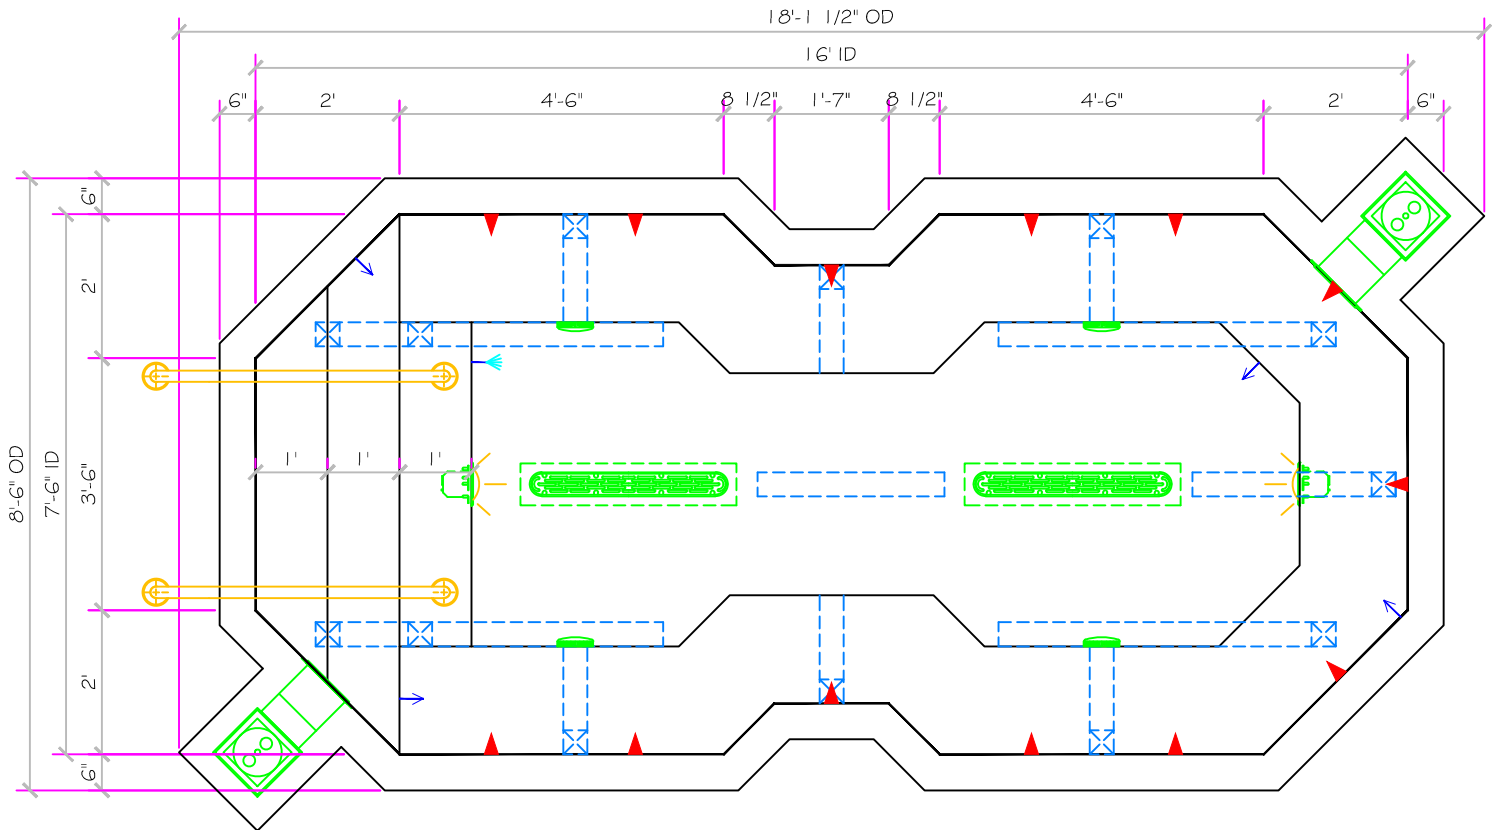 18'-1 1/2" OD
16' ID
6" 2' 4'-6" 8 1/2" 1'-7" 8 1/2" 4'-6" 2' 6"
6"
2'
8'-6" OD
7'-6" ID
3'-6"
1' 1' 1'
2'
6"